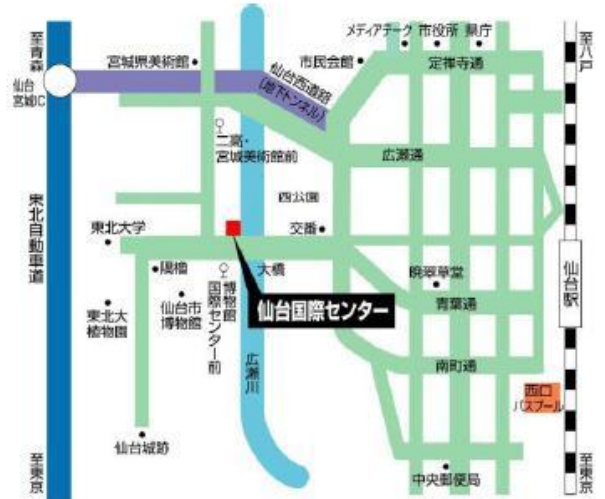 メディアテーク 市役所 県庁
至青森
宮城県美術館
市民会館
定禅寺通
至八戸
仙台
宮城IC
仙台西道路
(地下トンネル)
二高・
宮城美術館前
広瀬通
西公園
東北自動車道
東北大学
交番
隅櫓
大橋
晩翠草堂
仙台駅
仙台市
博物館
博物館
国際センター前
仙台国際センター
青葉通
東北大
植物園
広瀬川
南町通
西口
バスプール
仙台城跡
至東京
中央郵便局
至東京